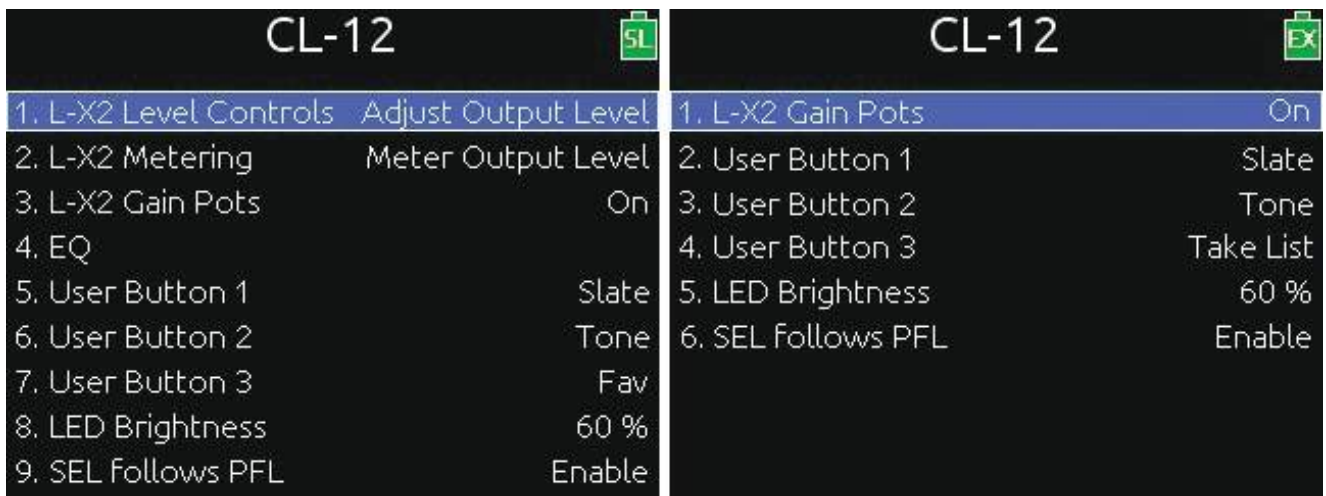 CL-12
SL
1. L-X2 Level Controls Adjust Output Level
2. L-X2 Metering Meter Output Level
3. L-X2 Gain Pots On
4. EQ
5. User Button 1 Slate
6. User Button 2 Tone
7. User Button 3 Fav
8. LED Brightness 60 %
9. SEL follows PFL Enable
CL-12
EX
1. L-X2 Gain Pots On
2. User Button 1 Slate
3. User Button 2 Tone
4. User Button 3 Take List
5. LED Brightness 60 %
6. SEL follows PFL Enable